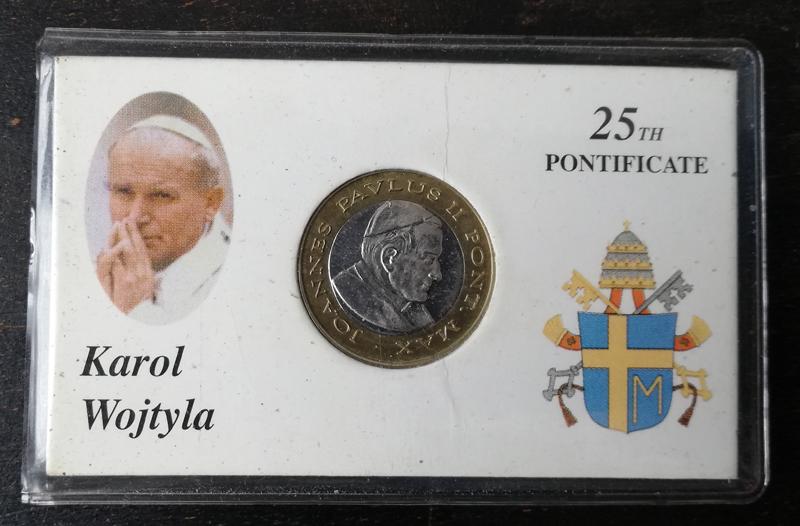 25TH
PONTIFICATE
JOANNES PAVLUS II PONT. MAX
Karol
Wojtyla
M